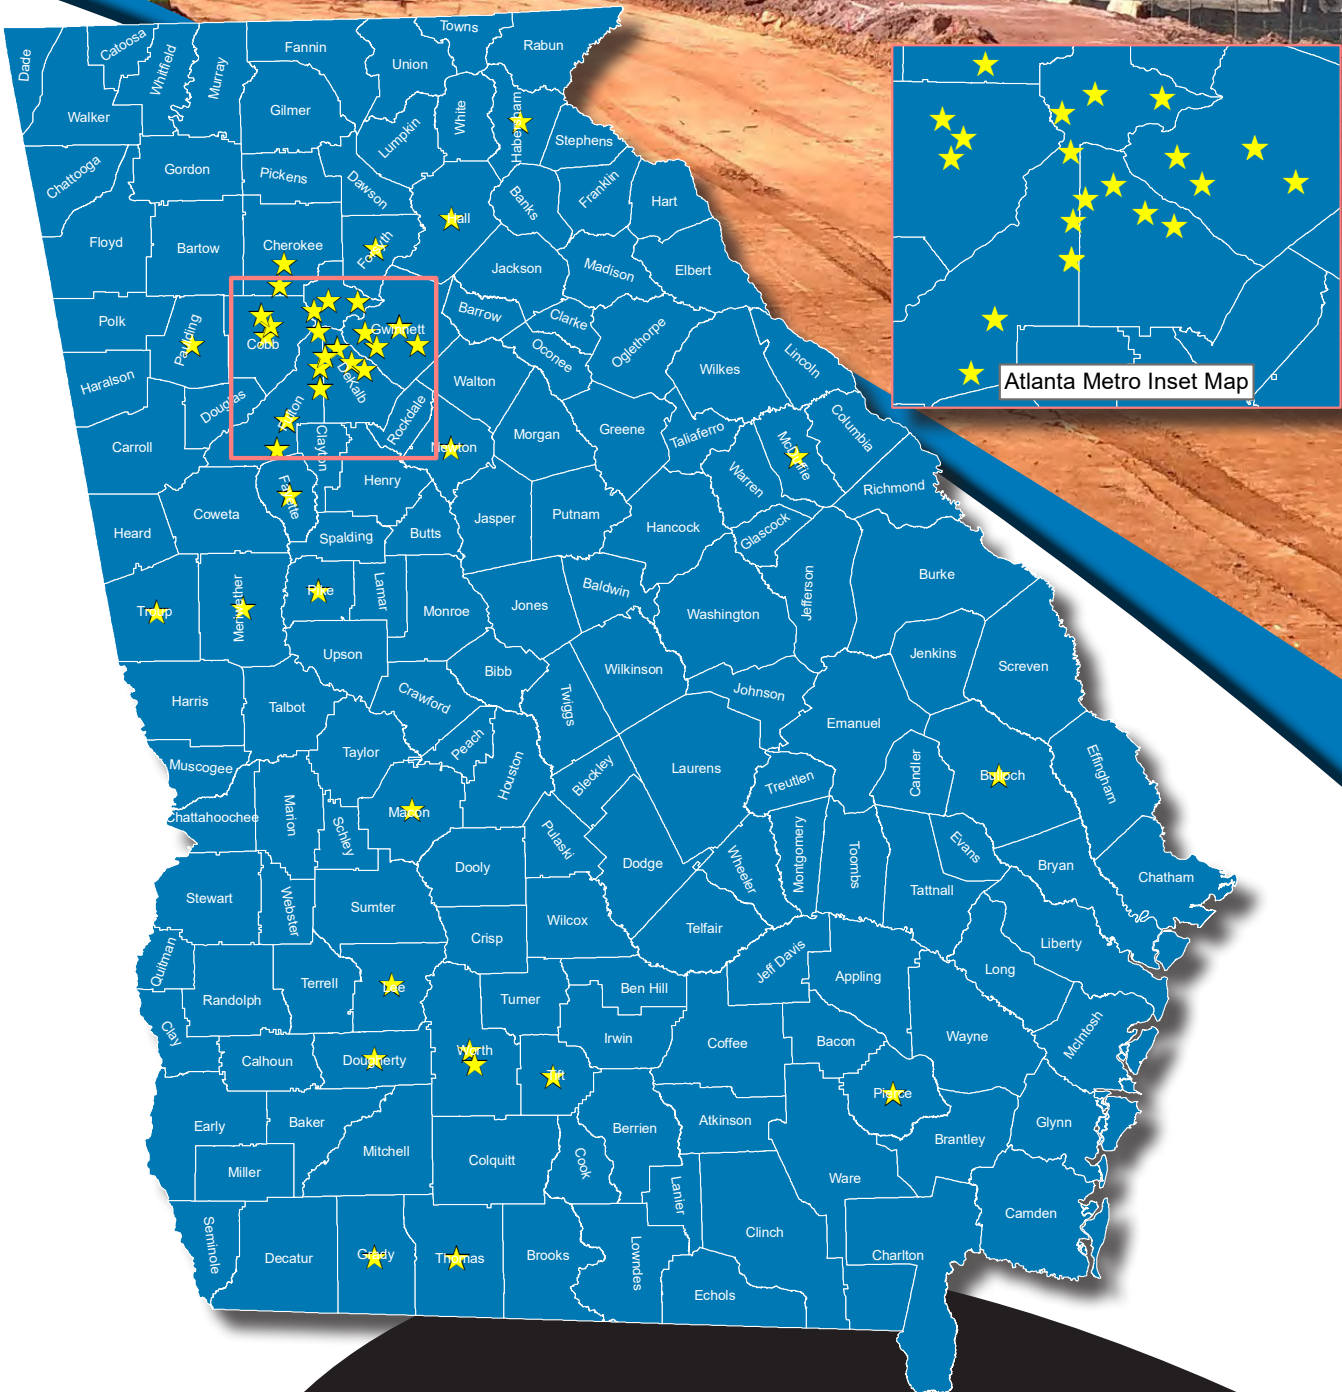 Towns
Rabun
Fannin
Union
Catoosa
Dade
Whitfield
Murray
Walker
Gilmer
White
Lumpkin
Habersham
Stephens
Chattooga
Gordon
Pickens
Dawson
Banks
Franklin
Hart
Floyd
Bartow
Cherokee
Forsyth
Hall
Jackson
Madison
Elbert
Polk
Paulding
Cobb
Gwinnett
Barrow
Clarke
Oconee
Oglethorpe
Wilkes
Lincoln
Atlanta Metro Inset Map
Haralson
Douglas
Fulton
DeKalb
Rockdale
Walton
Morgan
Greene
Taliaferro
McDuffie
Columbia
Carroll
Clayton
Newton
Warren
Richmond
Heard
Coweta
Fayette
Henry
Spalding
Butts
Jasper
Putnam
Hancock
Glascock
Jefferson
Burke
Troup
Meriwether
Pike
Lamar
Monroe
Jones
Baldwin
Washington
Jenkins
Screven
Upson
Bibb
Wilkinson
Johnson
Harris
Talbot
Crawford
Twiggs
Emanuel
Taylor
Peach
Houston
Bleckley
Laurens
Treutlen
Candler
Bulloch
Effingham
Muscogee
Chattahoochee
Marion
Schley
Macon
Pulaski
Dooly
Dodge
Wheeler
Montgomery
Toombs
Evans
Tattnall
Bryan
Chatham
Stewart
Webster
Sumter
Crisp
Wilcox
Telfair
Jeff Davis
Appling
Long
Liberty
Quitman
Randolph
Terrell
Lee
Turner
Ben Hill
Irwin
Coffee
Bacon
Wayne
McIntosh
Clay
Calhoun
Dougherty
Worth
Tift
Pierce
Early
Baker
Mitchell
Colquitt
Cook
Berrien
Atkinson
Brantley
Glynn
Miller
Lanier
Ware
Camden
Seminole
Decatur
Grady
Thomas
Brooks
Lowndes
Clinch
Charlton
Echols